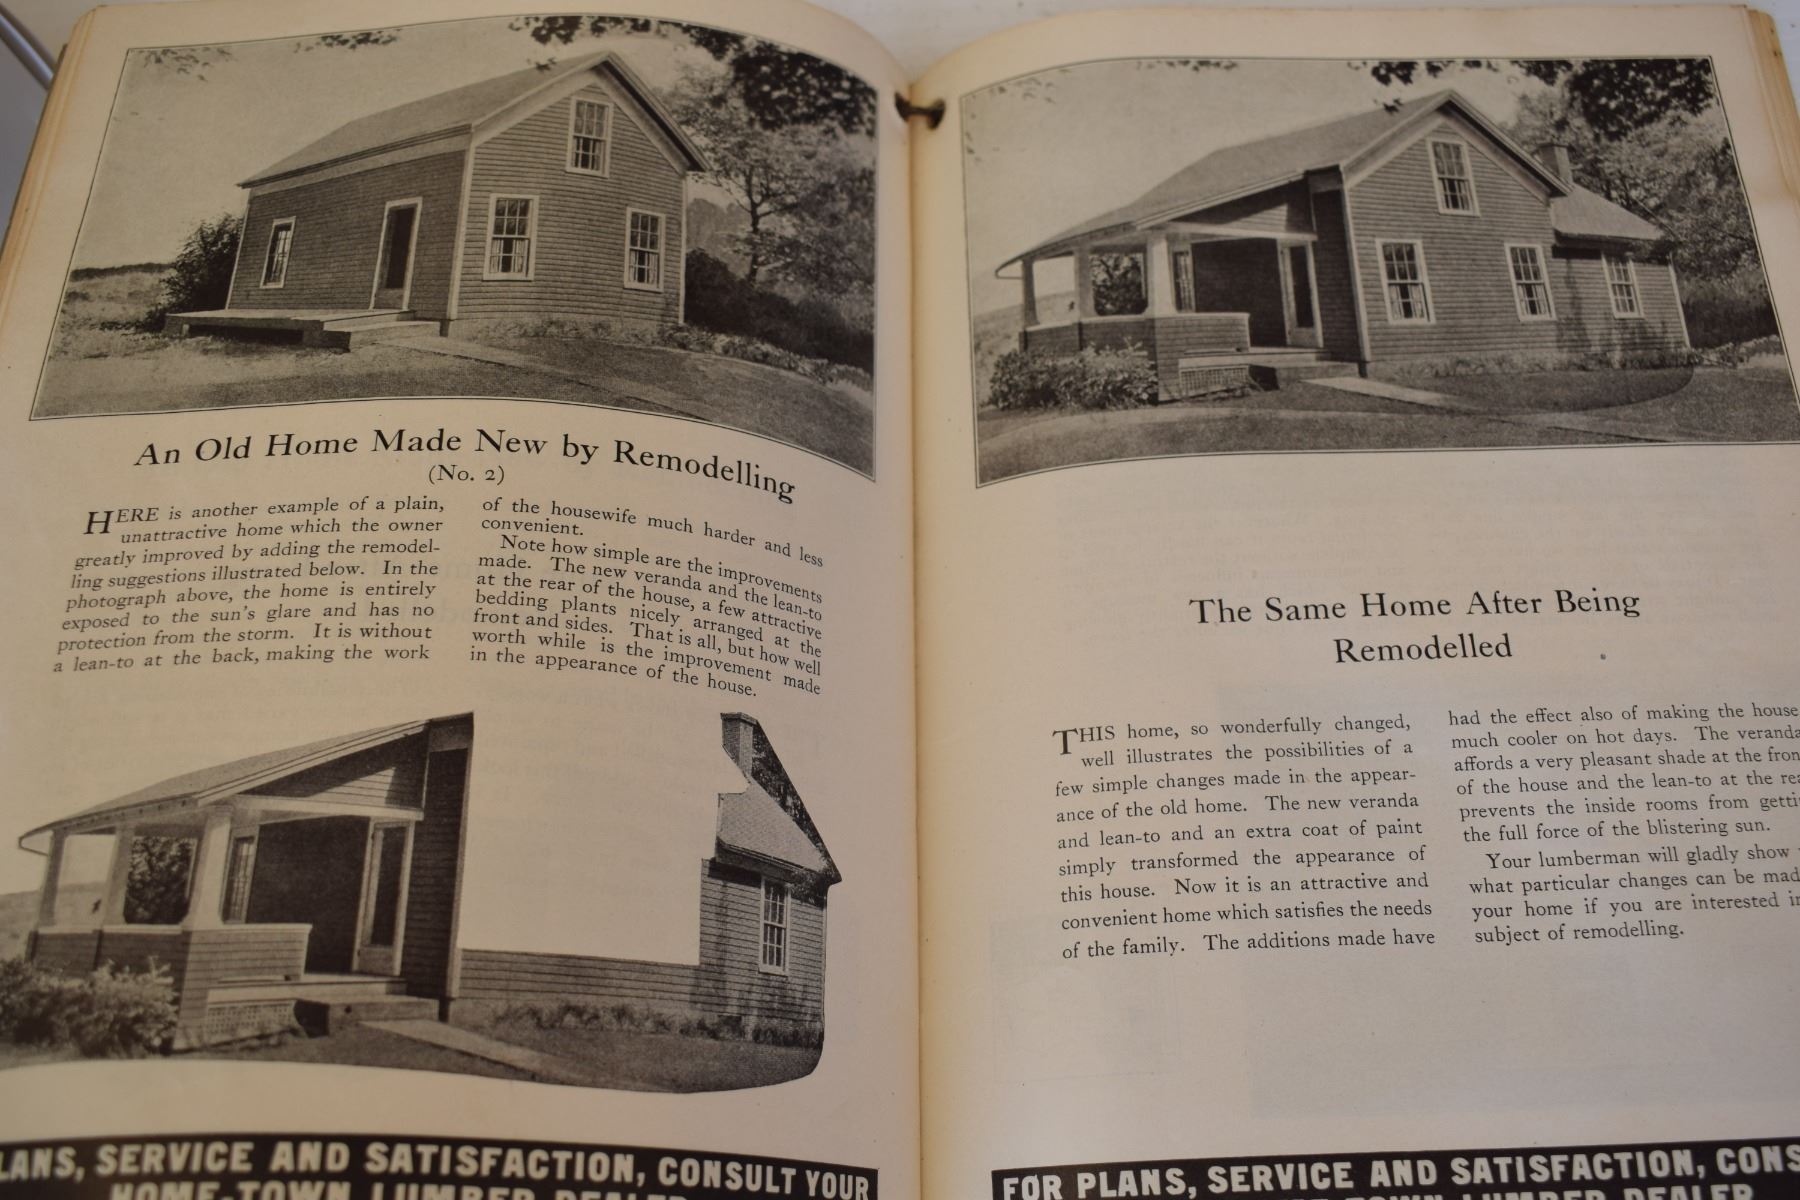 An Old Home Made New by Remodelling
(No. 2)
HERE is another example of a plain,
unattractive home which the owner
greatly improved by adding the remodel-
ling suggestions illustrated below. In the
photograph above, the home is entirely
exposed to the sun's glare and has no
protection from the storm. It is without
a lean-to at the back, making the work
of the housewife much harder and less
convenient.
Note how simple are the improvements
made. The new veranda and the lean-to
at the rear of the house, a few attractive
bedding plants nicely arranged at the
front and sides. That is all, but how well
worth while is the improvement made
in the appearance of the house.
LANS, SERVICE AND SATISFACTION, CONSULT YOUR
HOME-TOWN LUMBER DEALER
The Same Home After Being
Remodelled
THIS home, so wonderfully changed,
well illustrates the possibilities of a
few simple changes made in the appear-
ance of the old home. The new veranda
and lean-to and an extra coat of paint
simply transformed the appearance of
this house. Now it is an attractive and
convenient home which satisfies the needs
of the family. The additions made have
had the effect also of making the house
much cooler on hot days. The veranda
affords a very pleasant shade at the fron
of the house and the lean-to at the rea
prevents the inside rooms from getti
the full force of the blistering sun.
Your lumberman will gladly show
what particular changes can be mad
your home if you are interested i
subject of remodelling.
FOR PLANS, SERVICE AND SATISFACTION, CONS
TOWN LUMBER DEALER